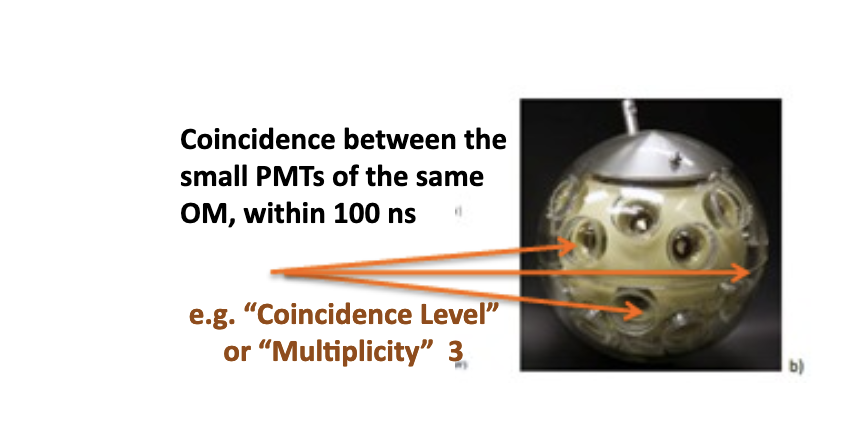 Coincidence between the
small PMTs of the same
OM, within 100 ns
e.g. “Coincidence Level”
or “Multiplicity” 3
b)